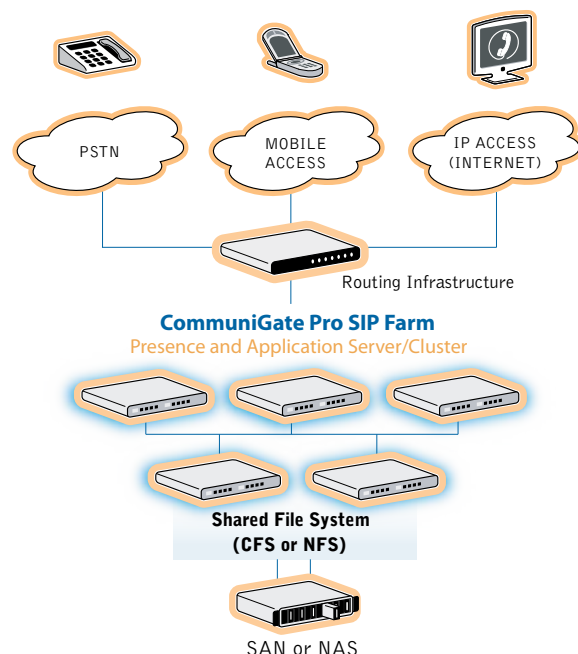 PSTN
MOBILE
ACCESS
IP ACCESS
(INTERNET)
Routing Infrastructure
CommuniGate Pro SIP Farm
Presence and Application Server/Cluster
Shared File System
(CFS or NFS)
SAN or NAS